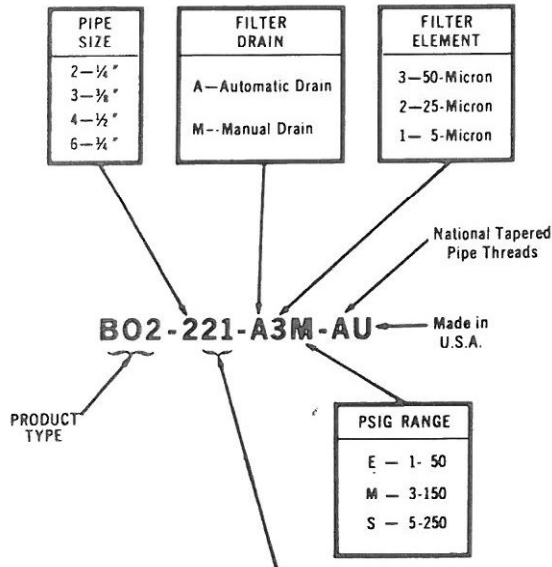 PIPE
SIZE
2—¼"
3—⅜"
4—½"
6—¾"
FILTER
DRAIN
A—Automatic Drain
M--Manual Drain
FILTER
ELEMENT
3—50-Micron
2—25-Micron
1— 5-Micron
National Tapered
Pipe Threads
B02-221-A3M-AU
Made in
U.S.A.
PRODUCT
TYPE
PSIG RANGE
E — 1- 50
M — 3-150
S — 5-250